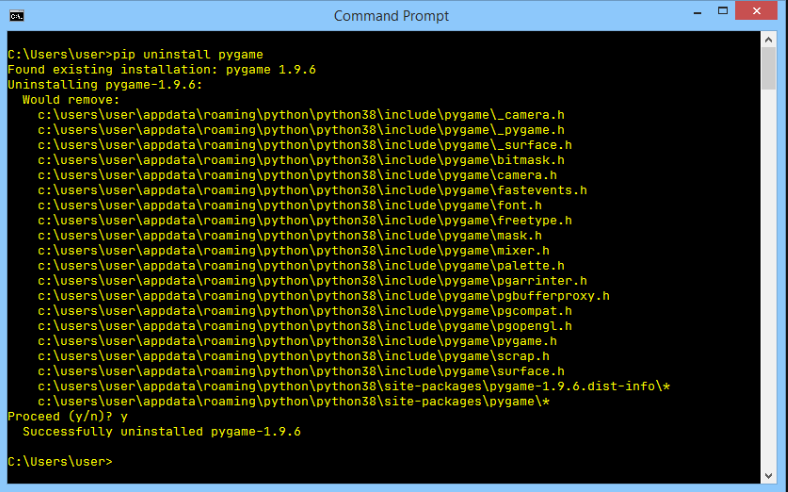 Command Prompt
C:\Users\user>pip uninstall pygame
Found existing installation: pygame 1.9.6
Uninstalling pygame-1.9.6:
  Would remove:
    c:\users\user\appdata\roaming\python\python38\include\pygame\_camera.h
    c:\users\user\appdata\roaming\python\python38\include\pygame\_pygame.h
    c:\users\user\appdata\roaming\python\python38\include\pygame\_surface.h
    c:\users\user\appdata\roaming\python\python38\include\pygame\bitmask.h
    c:\users\user\appdata\roaming\python\python38\include\pygame\camera.h
    c:\users\user\appdata\roaming\python\python38\include\pygame\fastevents.h
    c:\users\user\appdata\roaming\python\python38\include\pygame\font.h
    c:\users\user\appdata\roaming\python\python38\include\pygame\freetype.h
    c:\users\user\appdata\roaming\python\python38\include\pygame\mask.h
    c:\users\user\appdata\roaming\python\python38\include\pygame\mixer.h
    c:\users\user\appdata\roaming\python\python38\include\pygame\palette.h
    c:\users\user\appdata\roaming\python\python38\include\pygame\pgarrinter.h
    c:\users\user\appdata\roaming\python\python38\include\pygame\pgbufferproxy.h
    c:\users\user\appdata\roaming\python\python38\include\pygame\pgcompat.h
    c:\users\user\appdata\roaming\python\python38\include\pygame\pgopengl.h
    c:\users\user\appdata\roaming\python\python38\include\pygame\pygame.h
    c:\users\user\appdata\roaming\python\python38\include\pygame\scrap.h
    c:\users\user\appdata\roaming\python\python38\include\pygame\surface.h
    c:\users\user\appdata\roaming\python\python38\site-packages\pygame-1.9.6.dist-info\*
    c:\users\user\appdata\roaming\python\python38\site-packages\pygame\*
Proceed (y/n)? y
  Successfully uninstalled pygame-1.9.6
C:\Users\user>